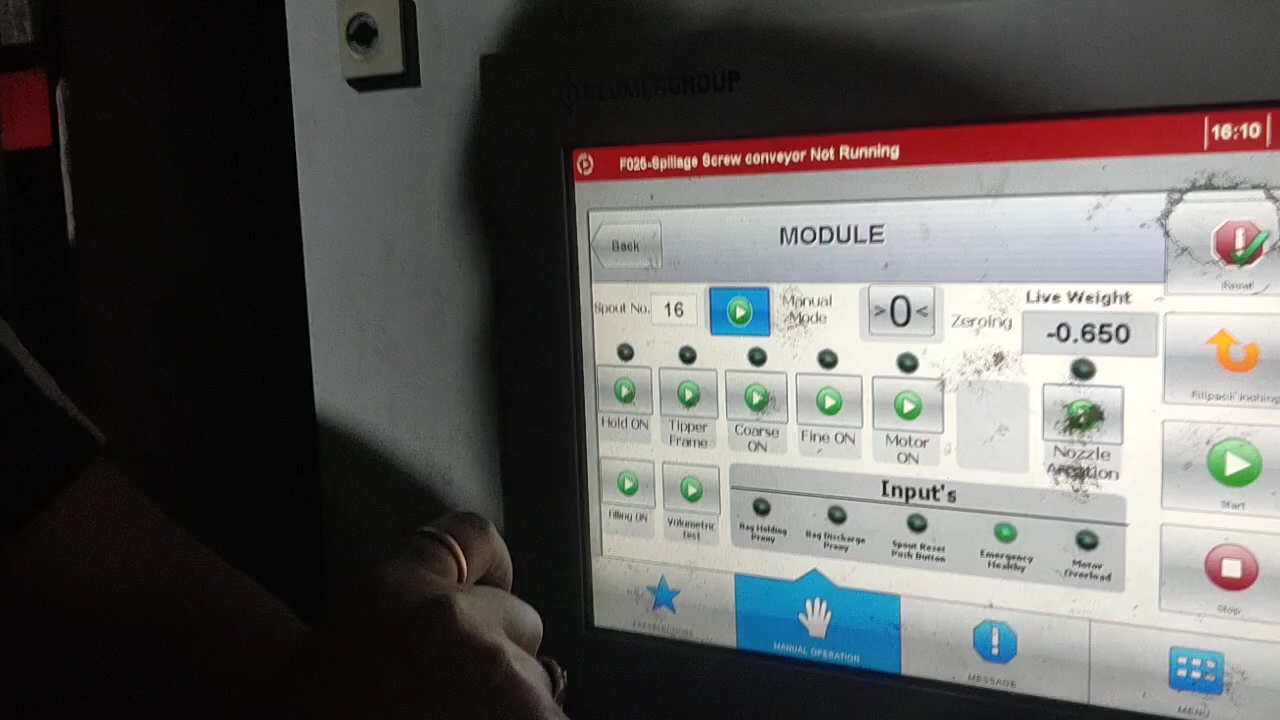 BEUMERGROUP
F026-Spillage Screw conveyor Not Running
16:10
Back
MODULE
Reset
Spout No. 16
Manual Mode
>0<
Zeroing
Live Weight
-0.650
Fillpack Inching
Hold ON
Tipper Frame
Coarse ON
Fine ON
Motor ON
Nozzle Aeration
Start
Filling ON
Volumetric Test
Input's
Bag Holding Proxy
Bag Discharge Proxy
Spout Reset Push Button
Emergency Healthy
Motor Overload
Stop
MANUAL OPERATION
MESSAGE
MENU